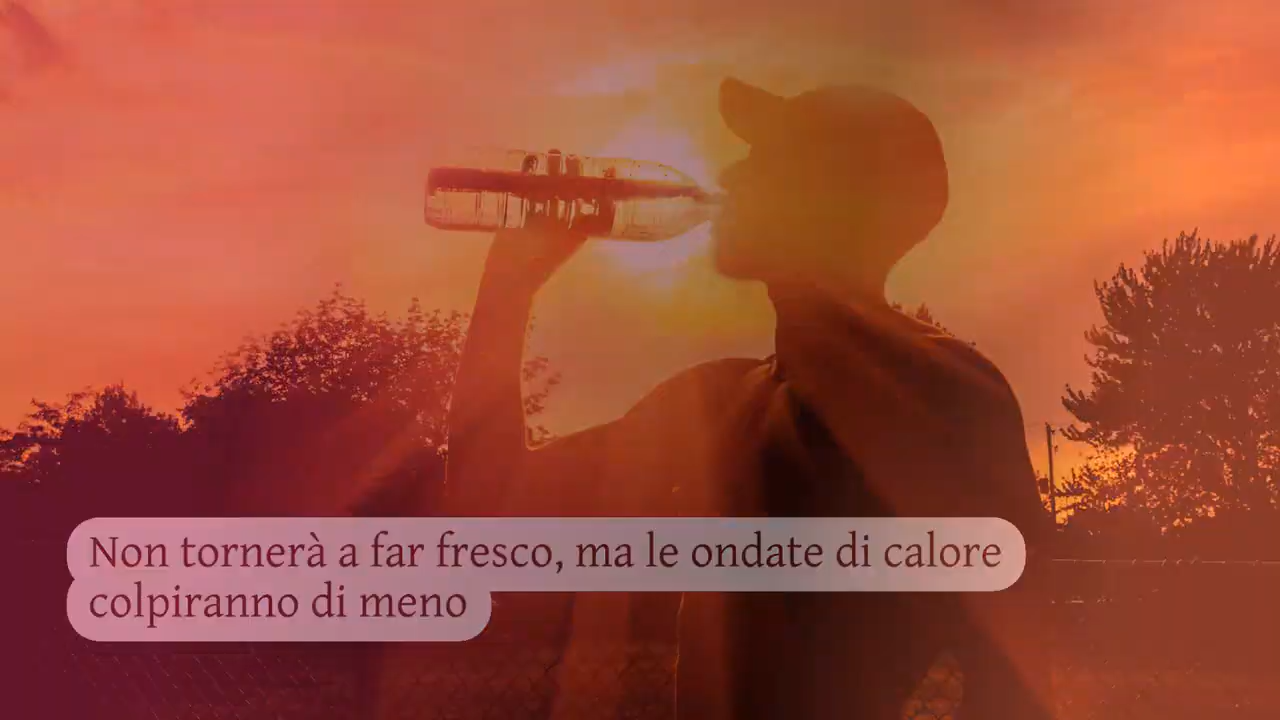 Non tornerà a far fresco, ma le ondate di calore
colpiranno di meno